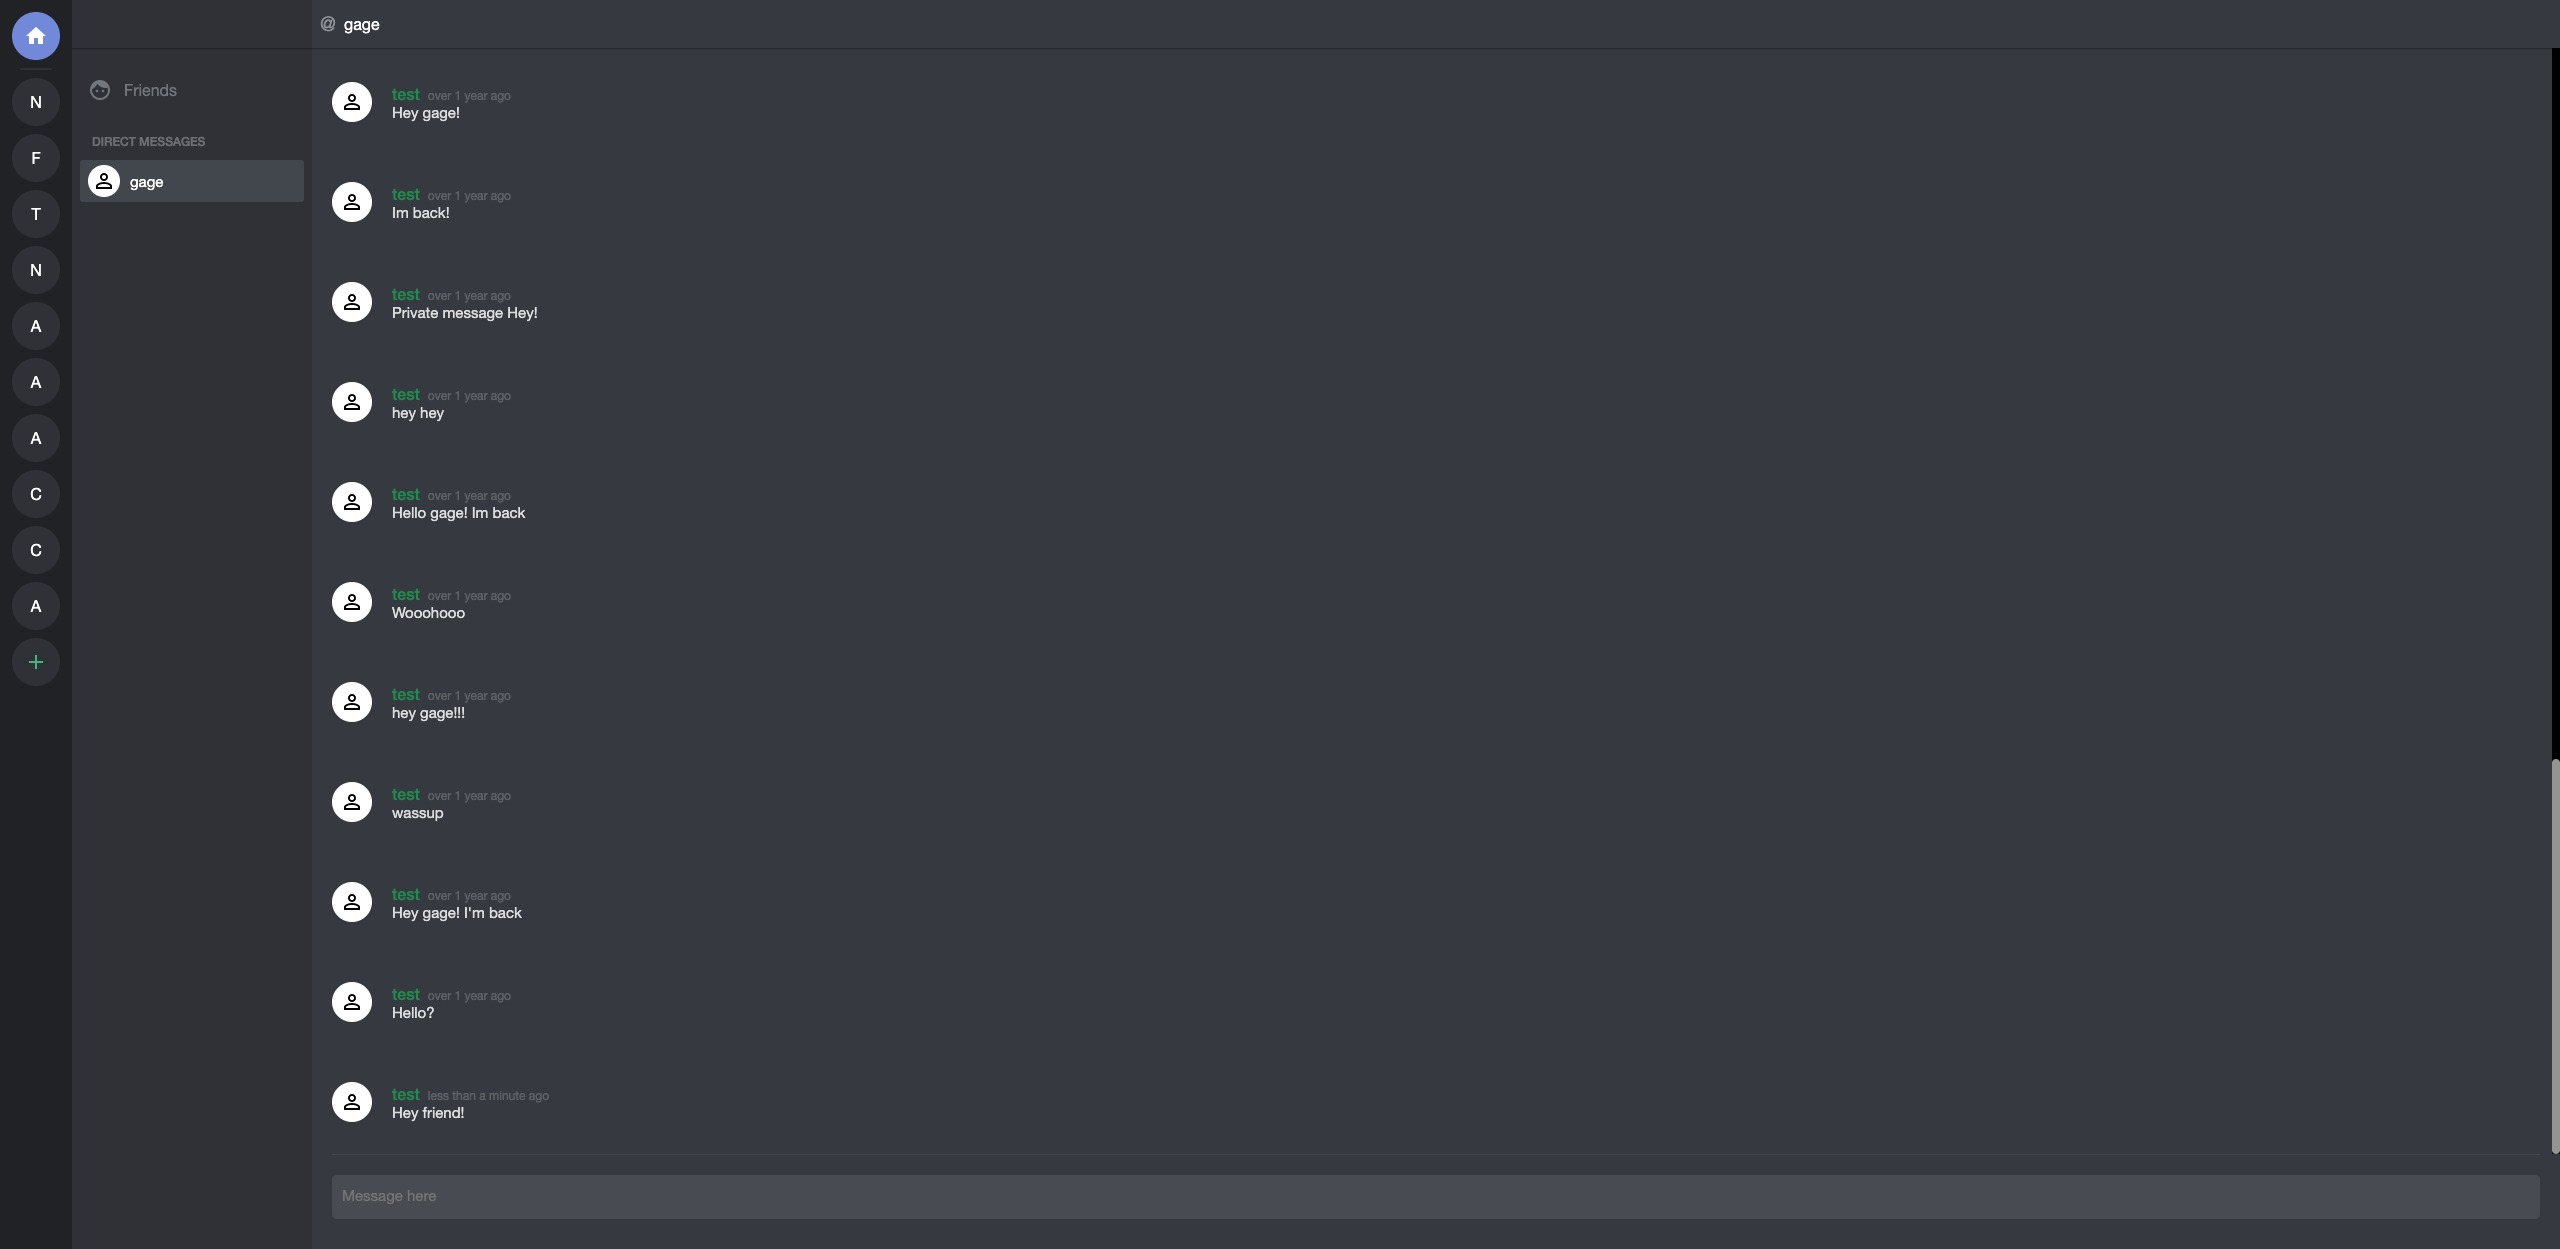 @ gage
N
F
T
N
A
A
A
C
C
A
+
Friends
DIRECT MESSAGES
gage
test over 1 year ago
Hey gage!
test over 1 year ago
Im back!
test over 1 year ago
Private message Hey!
test over 1 year ago
hey hey
test over 1 year ago
Hello gage! Im back
test over 1 year ago
Wooohooo
test over 1 year ago
hey gage!!!
test over 1 year ago
wassup
test over 1 year ago
Hey gage! I'm back
test over 1 year ago
Hello?
test less than a minute ago
Hey friend!
Message here